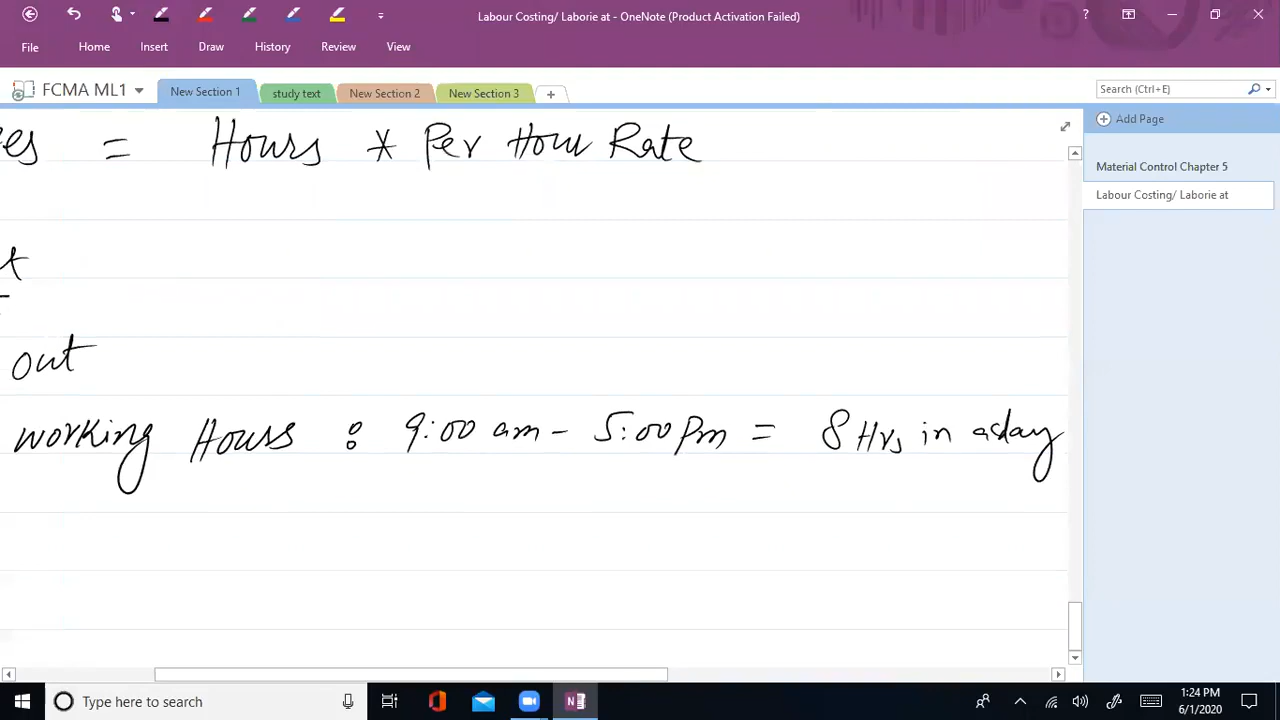 Labour Costing/ Laborie at - OneNote (Product Activation Failed)
File Home Insert Draw History Review View
FCMA ML1 New Section 1 study text New Section 2 New Section 3
Search (Ctrl+E)
Add Page
Material Control Chapter 5
Labour Costing/ Laborie at
= Hours * Per Hour Rate
out
working Hours : 9:00 am - 5:00 Pm = 8 Hrs in a day
Type here to search
1:24 PM
6/1/2020